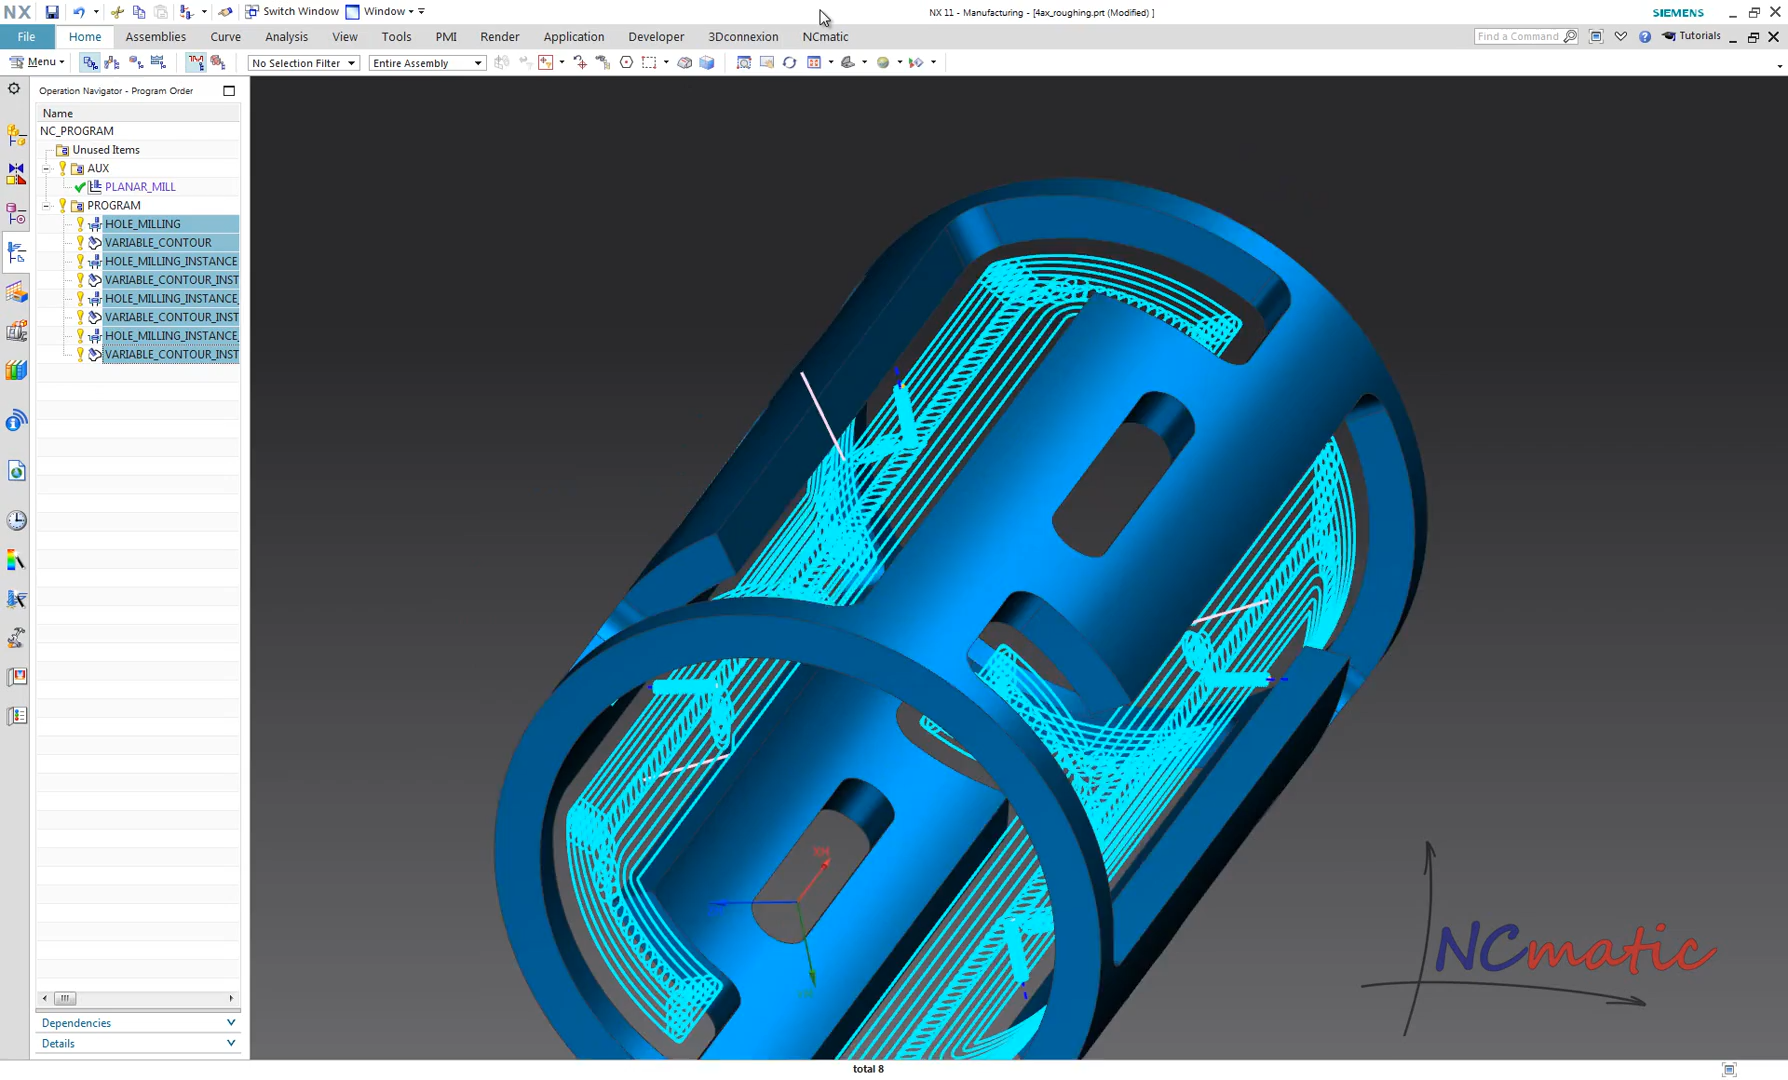 NX
Switch Window
Window
NX 11 - Manufacturing - [4ax_roughing.prt (Modified) ]
SIEMENS
File
Home
Assemblies
Curve
Analysis
View
Tools
PMI
Render
Application
Developer
3Dconnexion
NCmatic
Find a Command
Tutorials
Menu
No Selection Filter
Entire Assembly
Operation Navigator - Program Order
Name
NC_PROGRAM
Unused Items
AUX
PLANAR_MILL
PROGRAM
HOLE_MILLING
VARIABLE_CONTOUR
HOLE_MILLING_INSTANCE
VARIABLE_CONTOUR_INST
HOLE_MILLING_INSTANCE_
VARIABLE_CONTOUR_INST
HOLE_MILLING_INSTANCE_
VARIABLE_CONTOUR_INST
NCmatic
Dependencies
Details
total 8